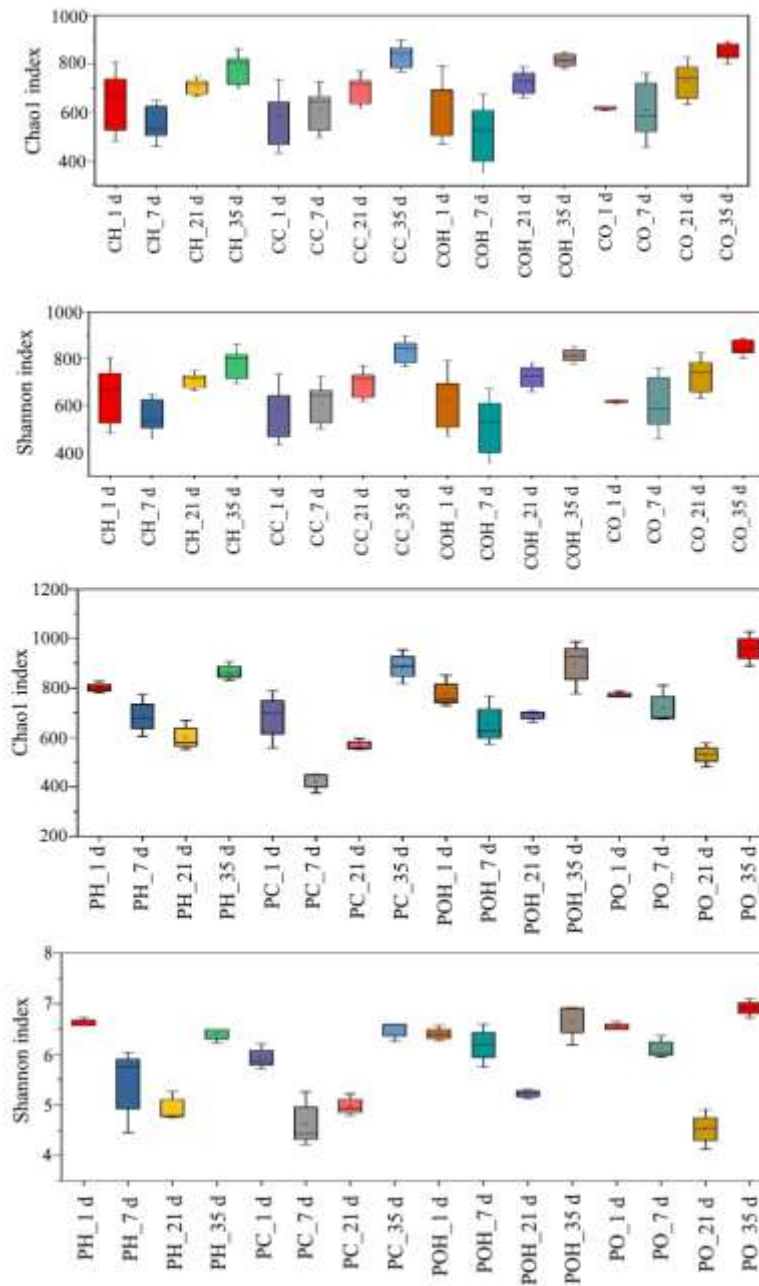 Chao1 index
1000
800
600
400
CH_1 d
CH_7 d
CH_21 d
CH_35 d
CC_1 d
CC_7 d
CC_21 d
CC_35 d
COH_1 d
COH_7 d
COH_21 d
COH_35 d
CO_1 d
CO_7 d
CO_21 d
CO_35 d
Shannon index
1000
800
600
400
CH_1 d
CH_7 d
CH_21 d
CH_35 d
CC_1 d
CC_7 d
CC_21 d
CC_35 d
COH_1 d
COH_7 d
COH_21 d
COH_35 d
CO_1 d
CO_7 d
CO_21 d
CO_35 d
Chao1 index
1200
1000
800
600
400
200
PH_1 d
PH_7 d
PH_21 d
PH_35 d
PC_1 d
PC_7 d
PC_21 d
PC_35 d
POH_1 d
POH_7 d
POH_21 d
POH_35 d
PO_1 d
PO_7 d
PO_21 d
PO_35 d
Shannon index
8
7
6
5
4
PH_1 d
PH_7 d
PH_21 d
PH_35 d
PC_1 d
PC_7 d
PC_21 d
PC_35 d
POH_1 d
POH_7 d
POH_21 d
POH_35 d
PO_1 d
PO_7 d
PO_21 d
PO_35 d